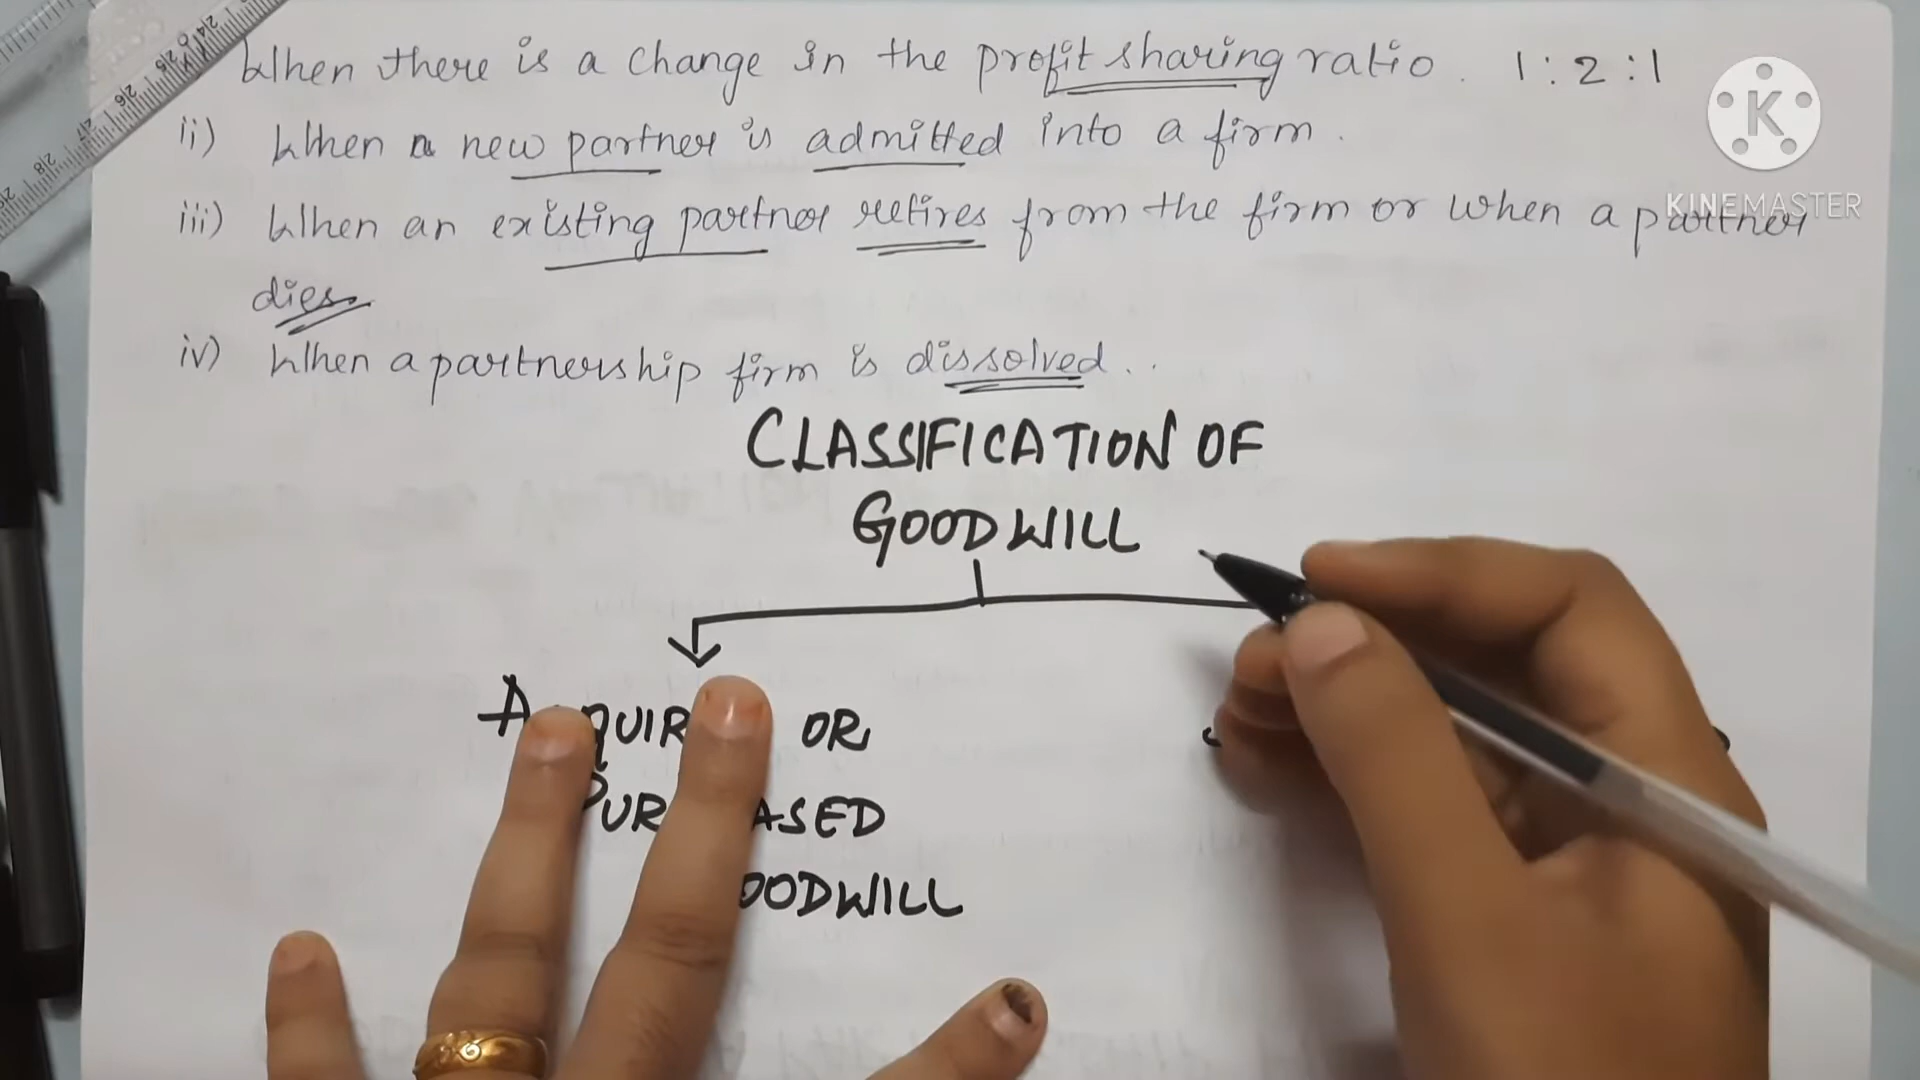 When there is a change in the profit sharing ratio. 1:2:1
ii) When a new partner is admitted into a firm.
iii) When an existing partner retires from the firm or when a partner
dies.
iv) When a partnership firm is dissolved..
CLASSIFICATION OF
GOODWILL
OR
K
KINEMASTER